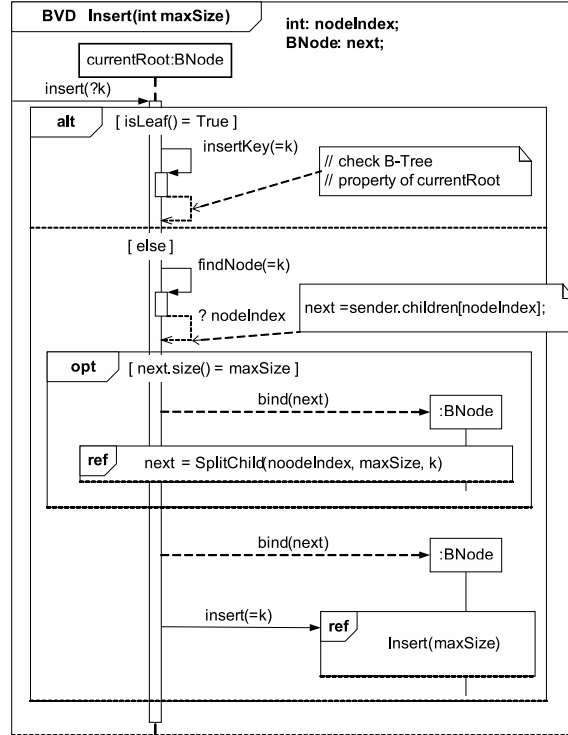 BVD Insert(int maxSize)
int: nodeIndex;
BNode: next;
currentRoot:BNode
insert(?k)
alt [ isLeaf() = True ]
insertKey(=k)
// check B-Tree
// property of currentRoot
[ else ]
findNode(=k)
? nodeIndex
next =sender.children[nodeIndex];
opt [ next.size() = maxSize ]
bind(next)
:BNode
ref next = SplitChild(noodeIndex, maxSize, k)
bind(next)
:BNode
insert(=k)
ref
Insert(maxSize)